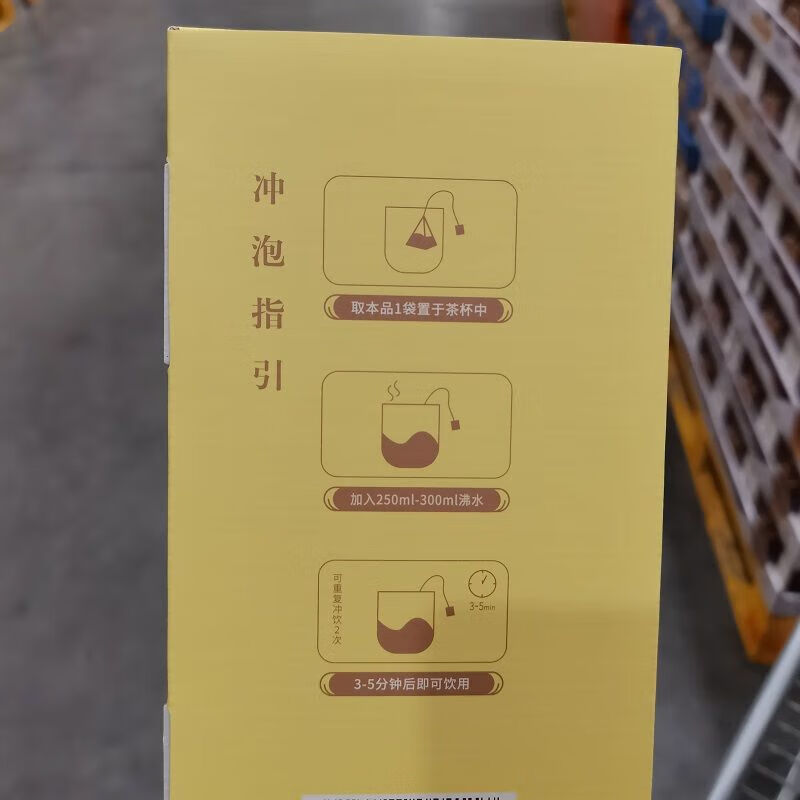 冲泡指引
取本品1袋置于茶杯中
加入250ml-300ml沸水
可重复冲饮2次
3-5min
3-5分钟后即可饮用